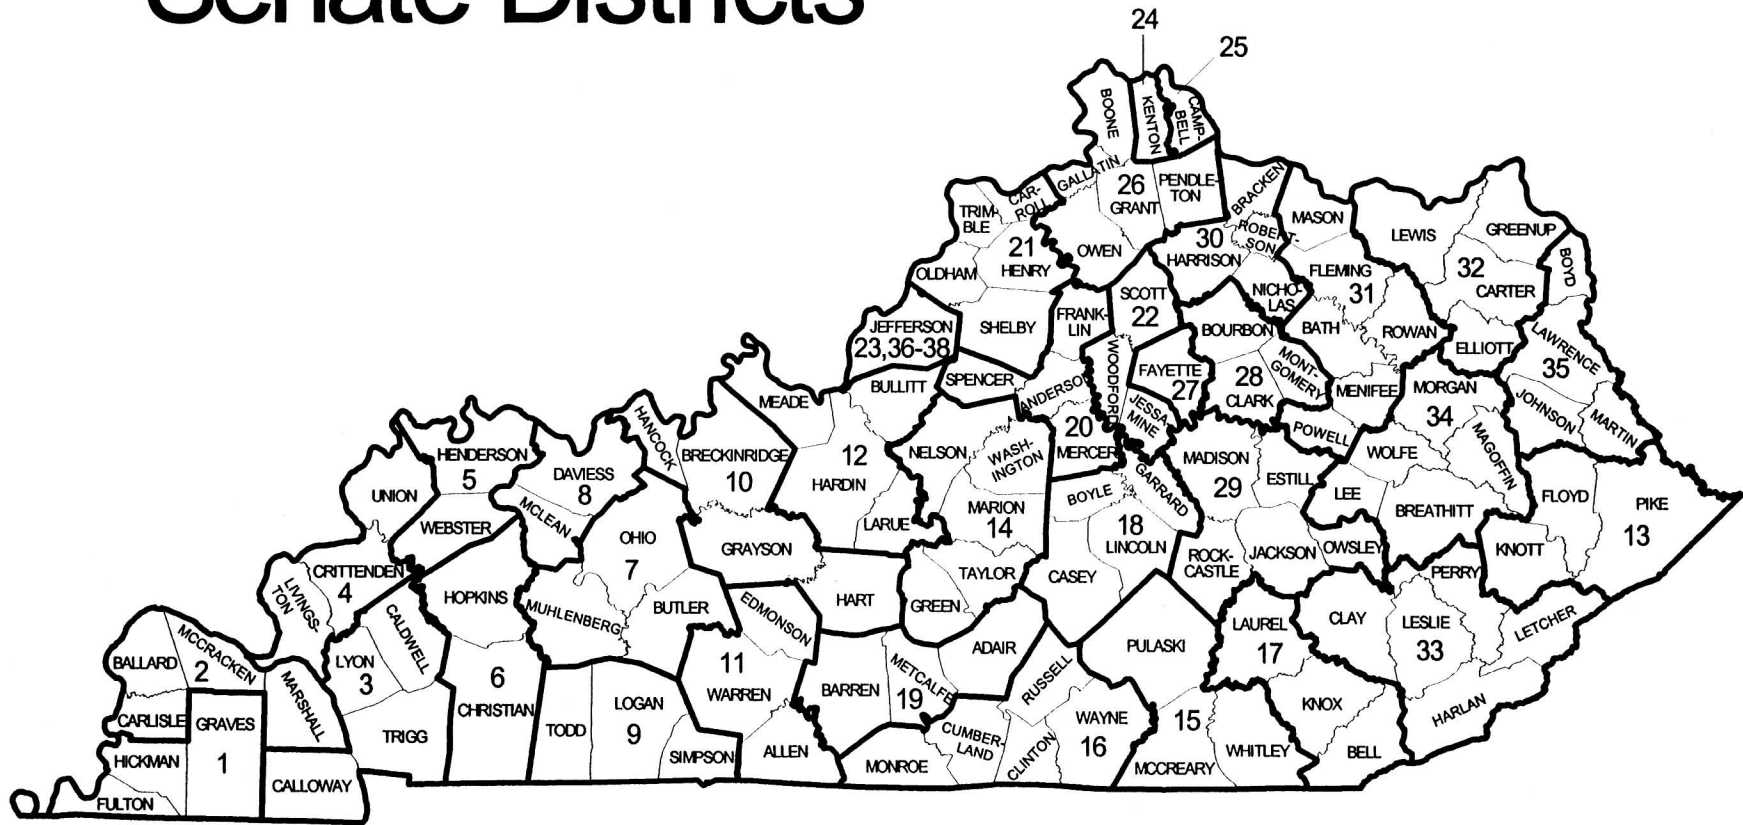 Senate Districts
24
25
BOONE
KENTON
CAMP-
BELL
GALLATIN
26
GRANT
PENDLE-
TON
BRACKEN
CAR-
ROLL
TRIM-
BLE
21
HENRY
OWEN
30
HARRISON
ROBERT-
SON
MASON
LEWIS
GREENUP
BOYD
32
CARTER
OLDHAM
FLEMING
31
NICHO-
LAS
SCOTT
22
FRANK-
LIN
SHELBY
JEFFERSON
23,36-38
BOURBON
BATH
ROWAN
ELLIOTT
LAWRENCE
35
WOODFORD
FAYETTE
27
28
CLARK
MONT-
GOMERY
MENIFEE
MORGAN
34
JOHNSON
MARTIN
BULLITT
SPENCER
ANDERSON
JESSA-
MINE
MEADE
HANCOCK
BRECKINRIDGE
10
12
HARDIN
NELSON
WASH-
INGTON
20
MERCER
MADISON
29
ESTILL
POWELL
WOLFE
MAGOFFIN
HENDERSON
5
DAVIESS
8
UNION
WEBSTER
MCLEAN
OHIO
7
GRAYSON
LARUE
MARION
14
BOYLE
GARRARD
18
LINCOLN
LEE
BREATHITT
FLOYD
PIKE
13
CRITTENDEN
4
LIVINGS-
TON
HOPKINS
MUHLENBERG
BUTLER
EDMONSON
HART
GREEN
TAYLOR
CASEY
ROCK-
CASTLE
JACKSON
OWSLEY
PERRY
KNOTT
CALDWELL
LYON
3
BALLARD
2
MCCRACKEN
MARSHALL
6
CHRISTIAN
11
WARREN
BARREN
METCALFE
19
ADAIR
RUSSELL
PULASKI
LAUREL
17
CLAY
LESLIE
33
LETCHER
CARLISLE
GRAVES
1
TRIGG
TODD
LOGAN
9
SIMPSON
ALLEN
MONROE
CUMBER-
LAND
CLINTON
WAYNE
16
15
MCCREARY
WHITLEY
KNOX
BELL
HARLAN
HICKMAN
FULTON
CALLOWAY